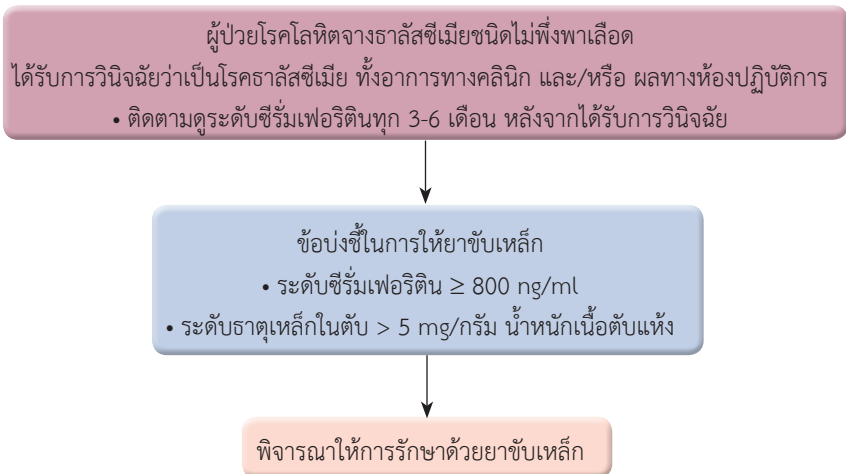 ผู้ป่วยโรคโลหิตจางธาลัสซีเมียชนิดไม่พึ่งพาเลือด
ได้รับการวินิจฉัยว่าเป็นโรคธาลัสซีเมีย ทั้งอาการทางคลินิก และ/หรือ ผลทางห้องปฏิบัติการ
• ติดตามดูระดับซีรั่มเฟอริตินทุก 3-6 เดือน หลังจากได้รับการวินิจฉัย
ข้อบ่งชี้ในการให้ยาขับเหล็ก
• ระดับซีรั่มเฟอริติน ≥ 800 ng/ml
• ระดับธาตุเหล็กในตับ > 5 mg/กรัม น้ำหนักเนื้อตับแห้ง
พิจารณาให้การรักษาด้วยยาขับเหล็ก